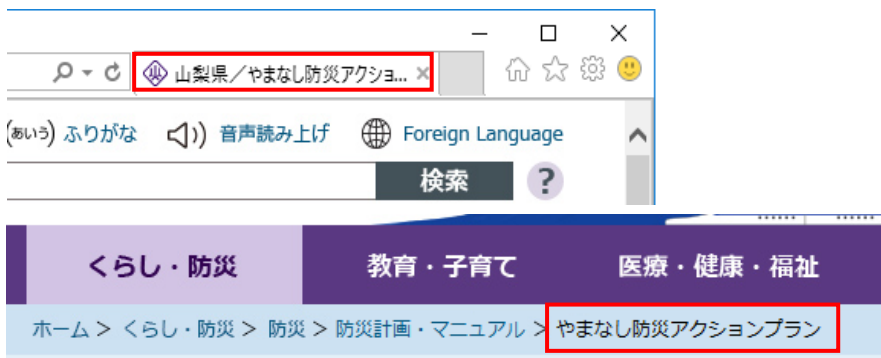 山梨県／やまなし防災アクショ...
(あいう) ふりがな 音声読み上げ Foreign Language
検索 ?
くらし・防災 教育・子育て 医療・健康・福祉
ホーム > くらし・防災 > 防災 > 防災計画・マニュアル > やまなし防災アクションプラン